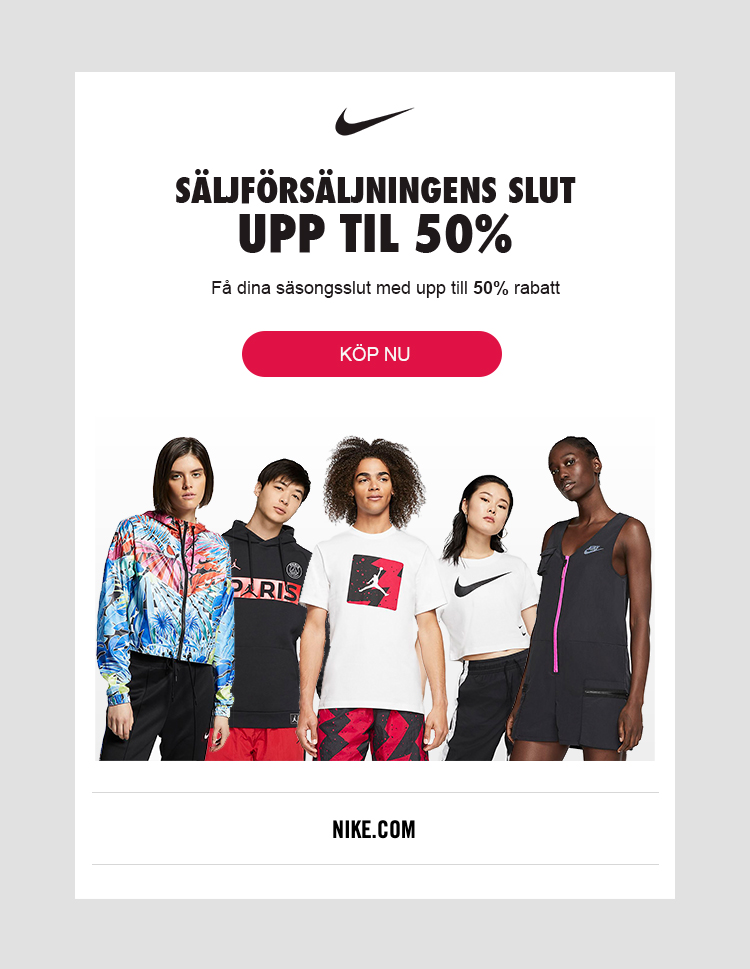 SÄLJFÖRSÄLJNINGENS SLUT
UPP TIL 50%
Få dina säsongsslut med upp till 50% rabatt
KÖP NU
PARIS
NIKE.COM